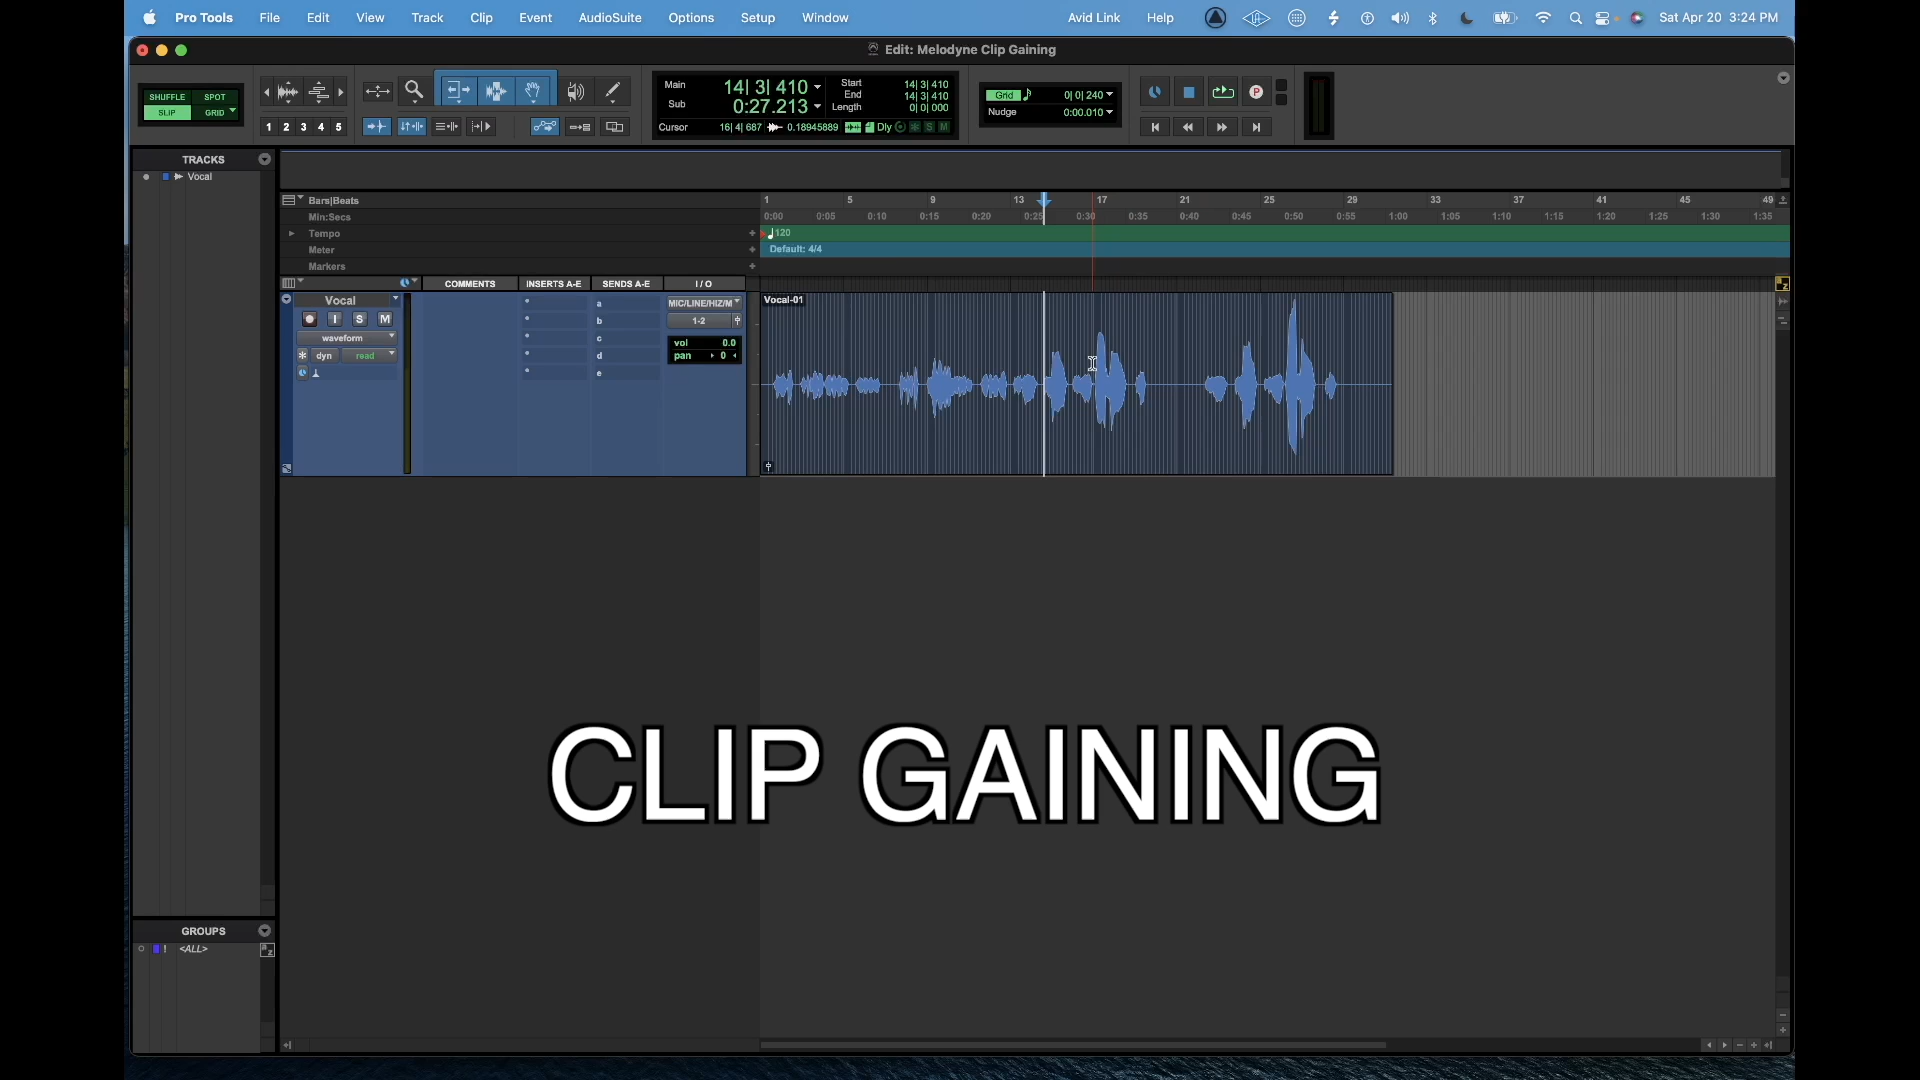 Pro Tools File Edit View Track Clip Event AudioSuite Options Setup Window Avid Link Help Sat Apr 20 3:24 PM
Edit: Melodyne Clip Gaining
SHUFFLE SPOT
SLIP GRID
1 2 3 4 5
Main 14| 3| 410
Sub 0:27.213
Start 14| 3| 410
End 14| 3| 410
Length 0| 0| 000
Cursor 16| 4| 687 0.18945889 Dly S M
Grid 0| 0| 240
Nudge 0:00.010
P
TRACKS
Vocal
Bars|Beats 1 5 9 13 17 21 25 29 33 37 41 45 49
Min:Secs 0:00 0:05 0:10 0:15 0:20 0:25 0:30 0:35 0:40 0:45 0:50 0:55 1:00 1:05 1:10 1:15 1:20 1:25 1:30 1:35
Tempo 120
Meter Default: 4/4
Markers
COMMENTS INSERTS A-E SENDS A-E I / O
Vocal
I S M
waveform
dyn read
a
b
c
d
e
MIC/LINE/HIZ/M
1-2
vol 0.0
pan 0
Vocal-01
CLIP GAINING
GROUPS
! <ALL>